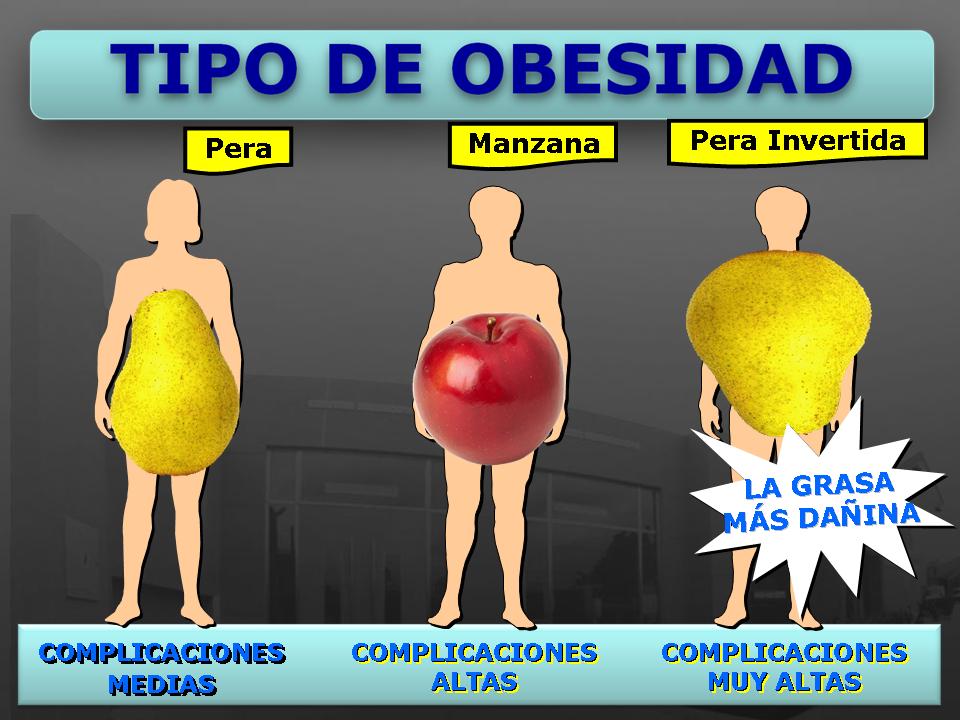 TIPO DE OBESIDAD
Pera
Manzana
Pera Invertida
LA GRASA
MÁS DAÑINA
COMPLICACIONES
MEDIAS
COMPLICACIONES
ALTAS
COMPLICACIONES
MUY ALTAS